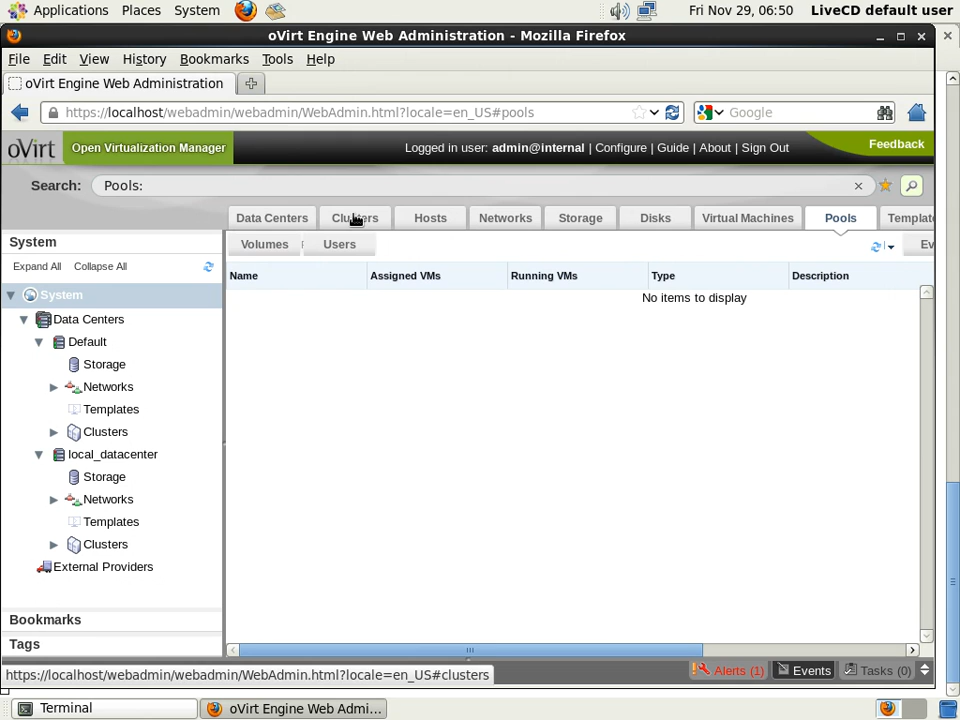 Applications Places System Fri Nov 29, 06:50 LiveCD default user
oVirt Engine Web Administration - Mozilla Firefox
File Edit View History Bookmarks Tools Help
oVirt Engine Web Administration
https://localhost/webadmin/webadmin/WebAdmin.html?locale=en_US#pools Google
oVirt Open Virtualization Manager Logged in user: admin@internal | Configure | Guide | About | Sign Out Feedback
Search: Pools:
Data Centers Clusters Hosts Networks Storage Disks Virtual Machines Pools Templat
System Volumes Users Ev
Expand All Collapse All
Name Assigned VMs Running VMs Type Description
System No items to display
Data Centers
Default
Storage
Networks
Templates
Clusters
local_datacenter
Storage
Networks
Templates
Clusters
External Providers
Bookmarks
Tags
https://localhost/webadmin/webadmin/WebAdmin.html?locale=en_US#clusters Alerts (1) Events Tasks (0)
Terminal oVirt Engine Web Admi...